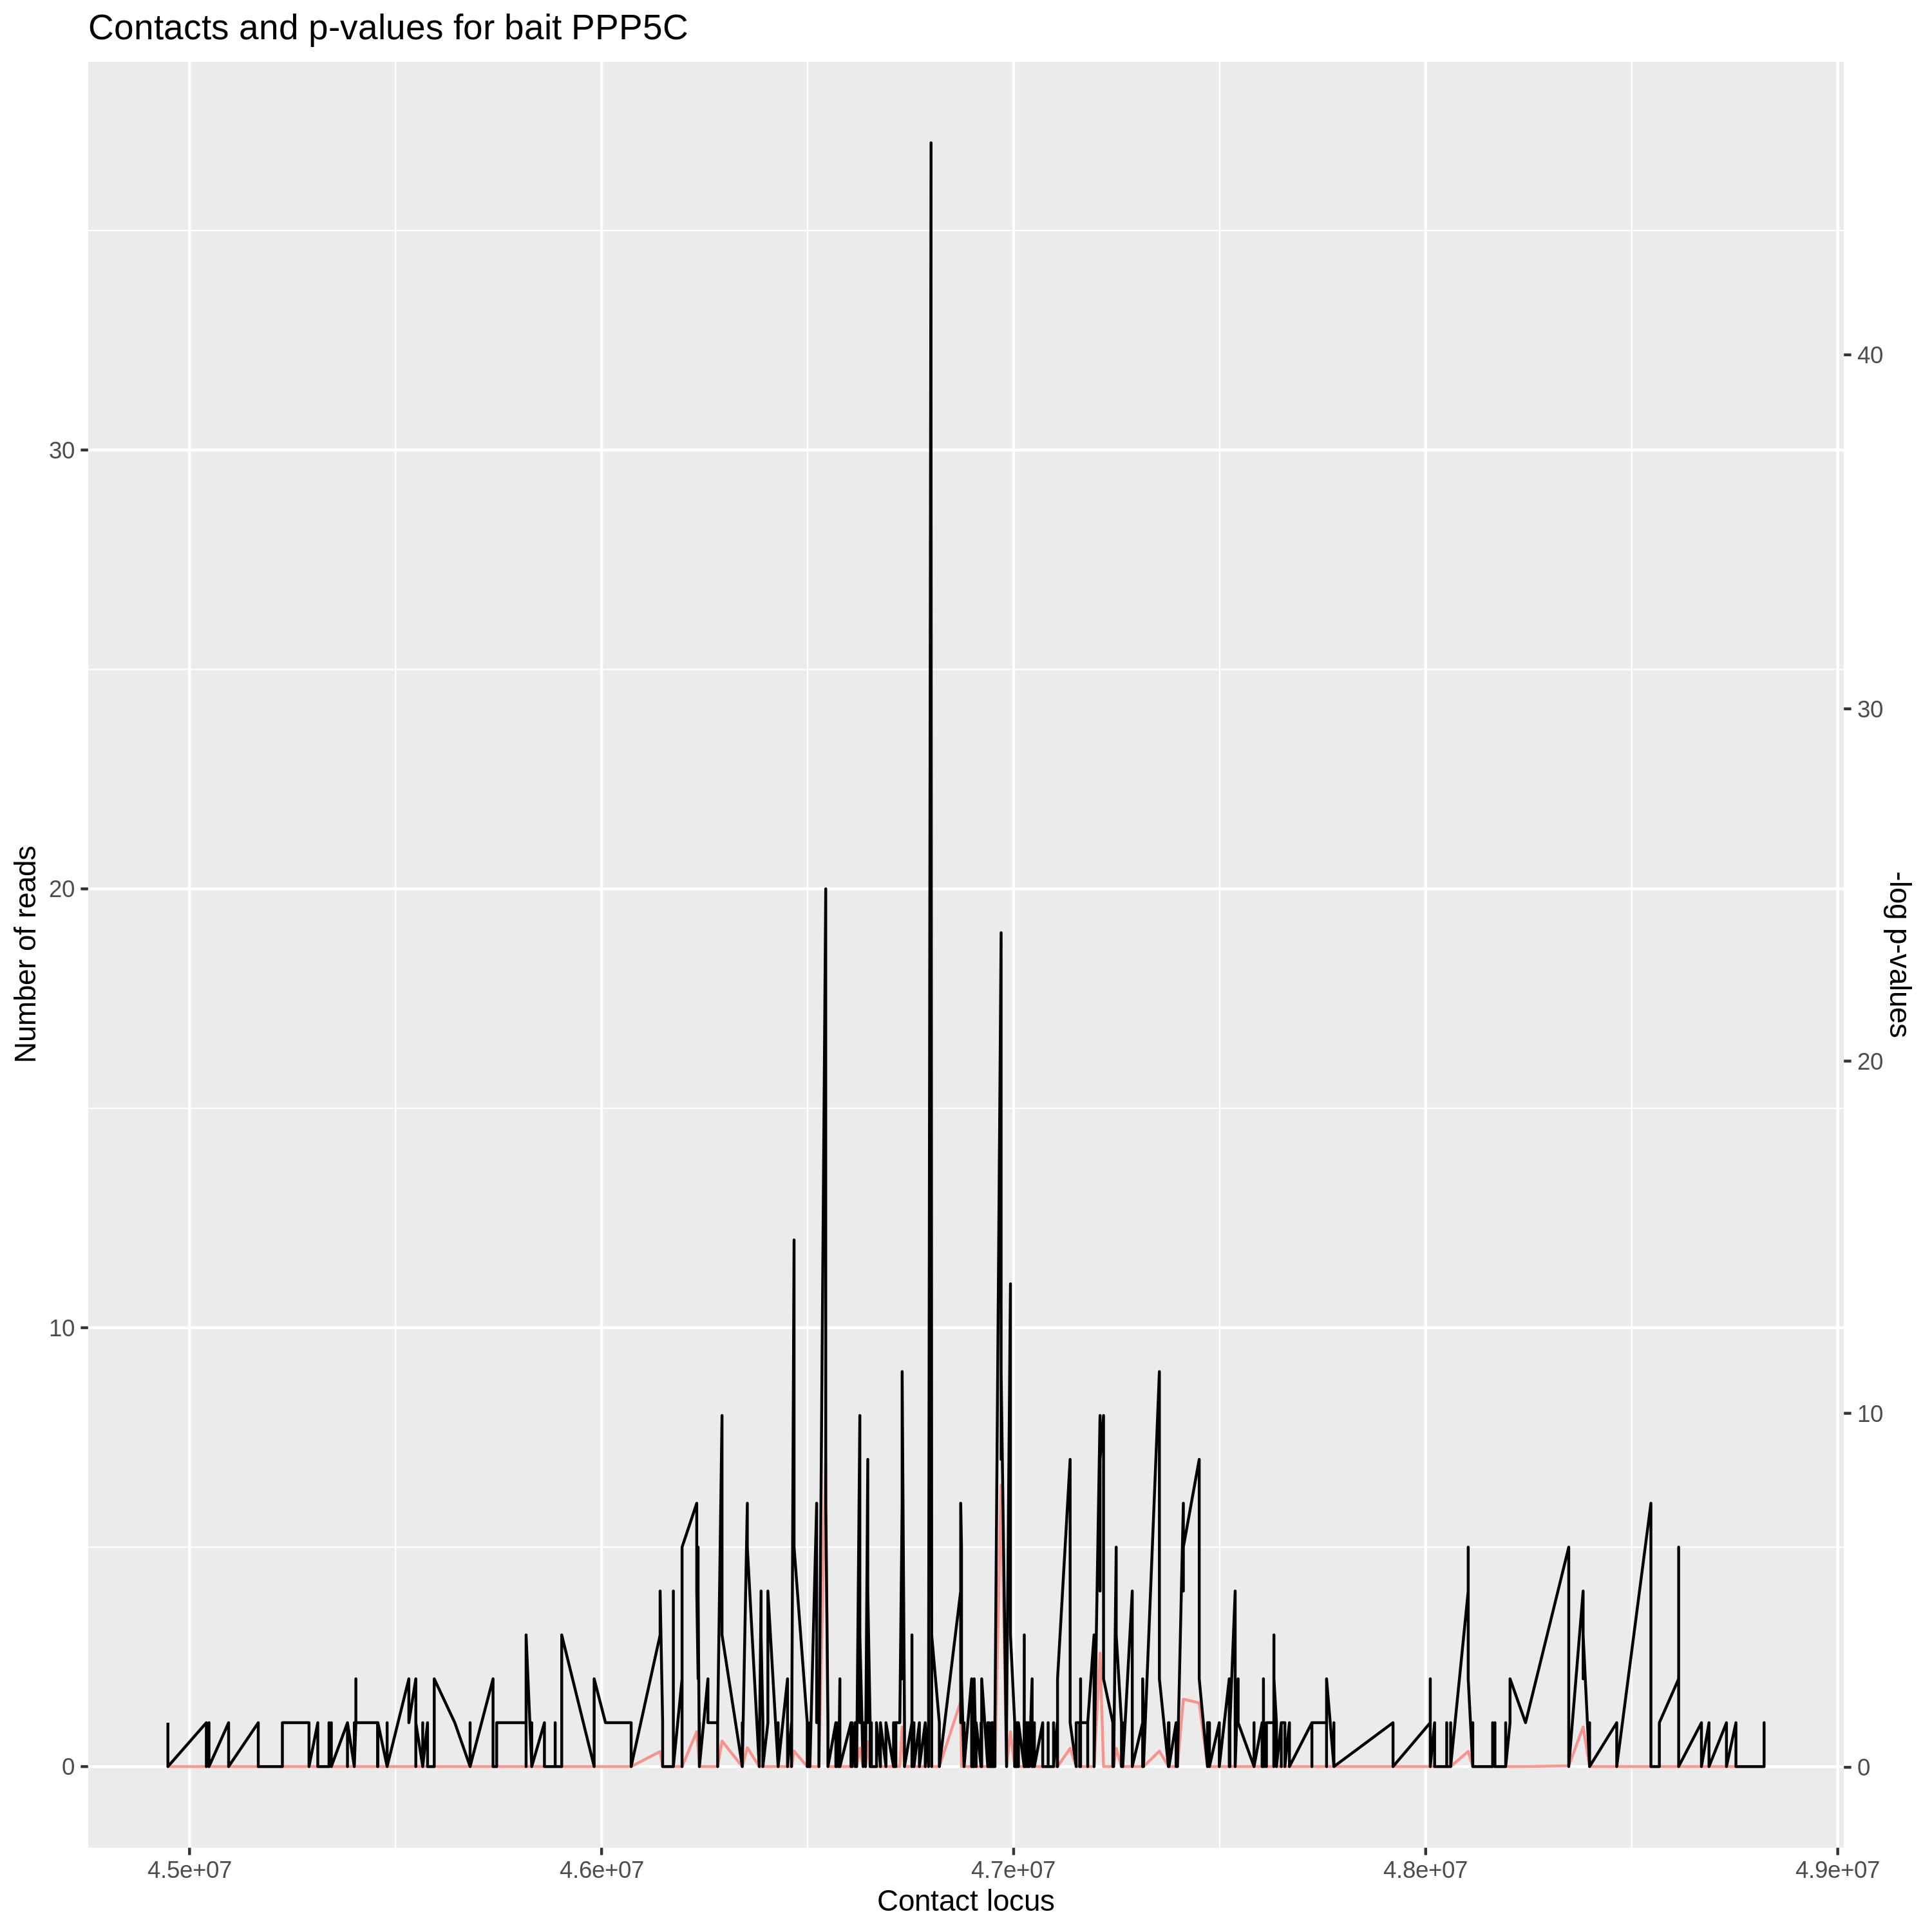 Contacts and p-values for bait PPP5C
Number of reads
30
20
10
0
40
30
20
10
0
-log p-values
4.5e+07 4.6e+07 4.7e+07 4.8e+07 4.9e+07
Contact locus